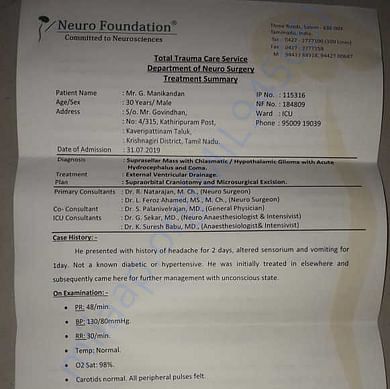 Neuro Foundation®
Committed to Neurosciences
Three Roads, Salem - 636 009
Tamilnadu, India.
Total Trauma Care Service
Department of Neuro Surgery
Treatment Summary
Patient Name : Mr. G. Manikandan IP No. : 115316
Age/Sex : 30 Years/ Male NF No. : 184809
Address : S/o. Mr. Govindhan, Ward : ICU
: No: 4/315, Kathiripuram Post, Phone : 95009 19039
: Kaveripattinam Taluk,
: Krishnagiri District, Tamil Nadu.
Date of Admission : 31.07.2019
Diagnosis : Suprasellar Mass with Chiasmatic / Hypothalamic Glioma with Acute
Hydrocephalus and Coma.
Treatment : External Ventricular Drainage.
Plan : Supraorbital Craniotomy and Microsurgical Excision.
Primary Consultants : Dr. R. Natarajan, M. Ch., (Neuro Surgeon)
: Dr. L. Feroz Ahamed, MS., M. Ch., (Neuro Surgeon)
Co- Consultant : Dr. S. Palanivelrajan, MD., (General Physician)
ICU Consultants : Dr. G. Sekar, MD., (Neuro Anaesthesiologist & Intensivist)
: Dr. K. Suresh Babu, MD., (Anaesthesiologist & Intensivist)
Case History: -
He presented with history of headache for 2 days, altered sensorium and vomiting for
1day. Not a known diabetic or hypertensive. He was initially treated in elsewhere and
subsequently came here for further management with unconscious state.
On Examination: -
• PR: 48/min.
• BP: 130/80mmHg.
• RR: 30/min.
• Temp: Normal.
• O2 Sat: 98%.
• Carotids normal. All peripheral pulses felt.